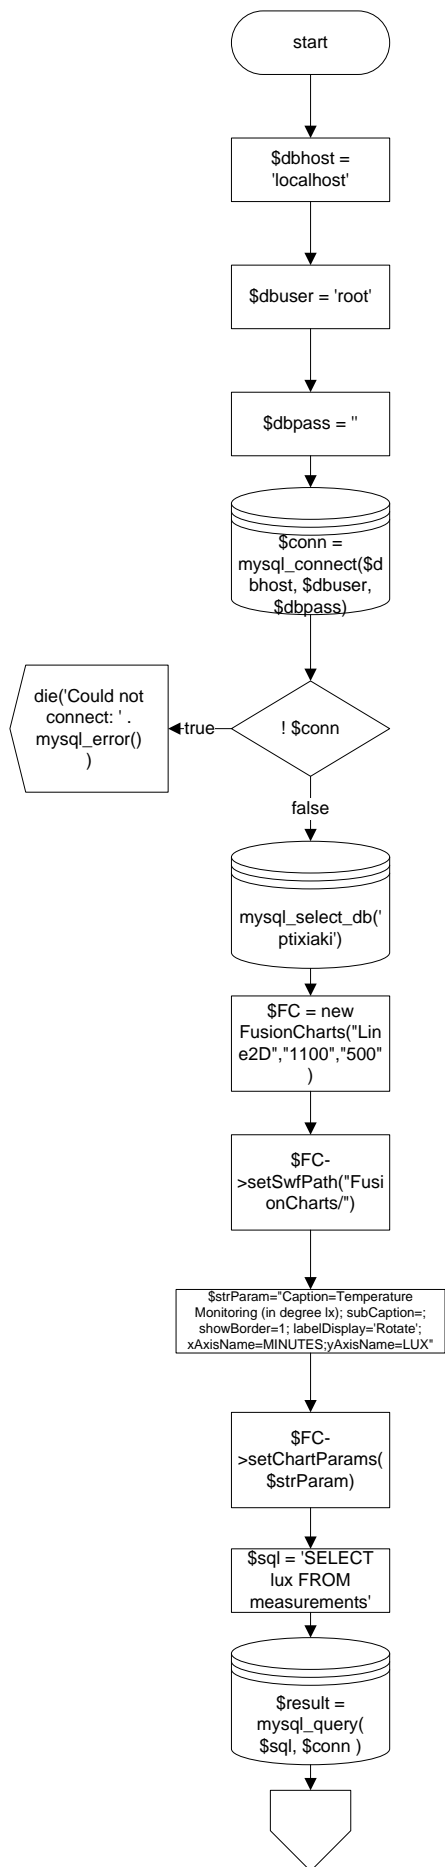 start
$dbhost =
'localhost'
$dbuser = 'root'
$dbpass = ''
$conn =
mysql_connect($d
bhost, $dbuser,
$dbpass)
die('Could not
connect: ' .
mysql_error()
)
true
! $conn
false
mysql_select_db('
ptixiaki')
$FC = new
FusionCharts("Lin
e2D","1100","500"
)
$FC-
>setSwfPath("Fusi
onCharts/")
$strParam="Caption=Temperature
Monitoring (in degree lx); subCaption=;
showBorder=1; labelDisplay='Rotate';
xAxisName=MINUTES;yAxisName=LUX"
$FC-
>setChartParams(
$strParam)
$sql = 'SELECT
lux FROM
measurements'
$result =
mysql_query(
$sql, $conn )